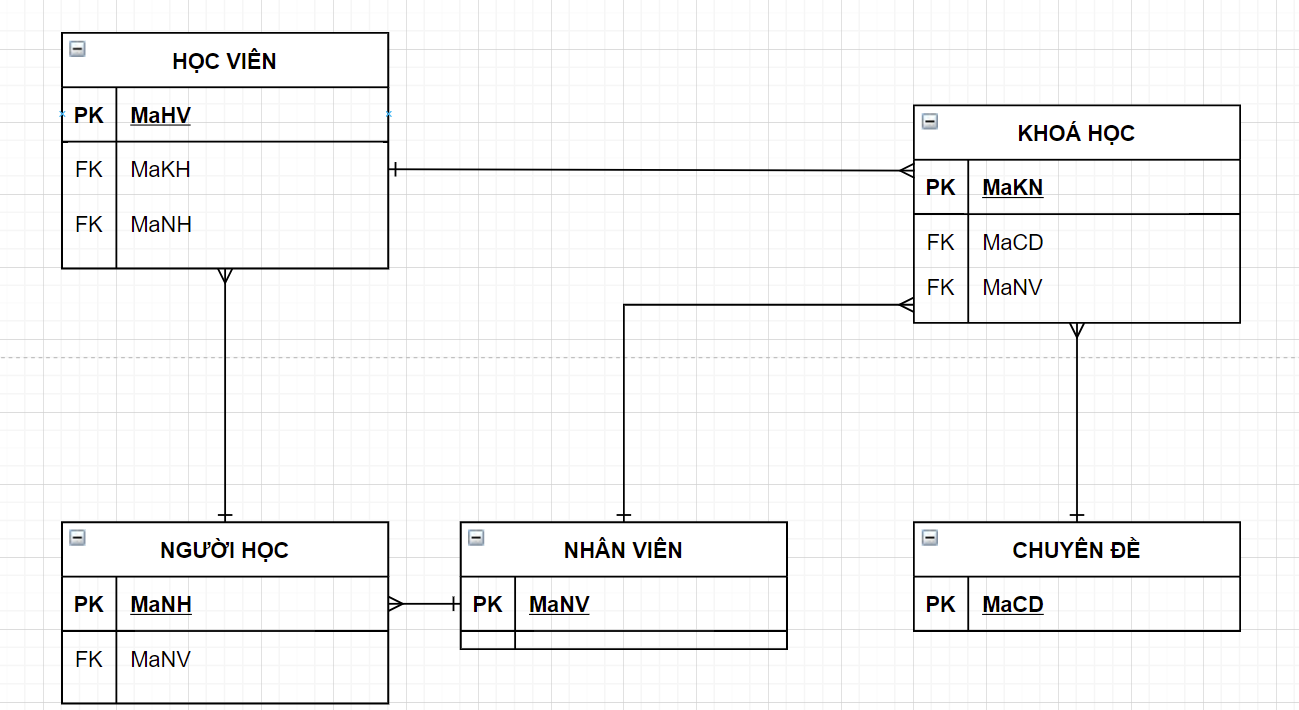 HỌC VIÊN
PK MaHV
FK MaKH
FK MaNH
KHOÁ HỌC
PK MaKN
FK MaCD
FK MaNV
NGƯỜI HỌC
PK MaNH
FK MaNV
NHÂN VIÊN
PK MaNV
CHUYÊN ĐỀ
PK MaCD